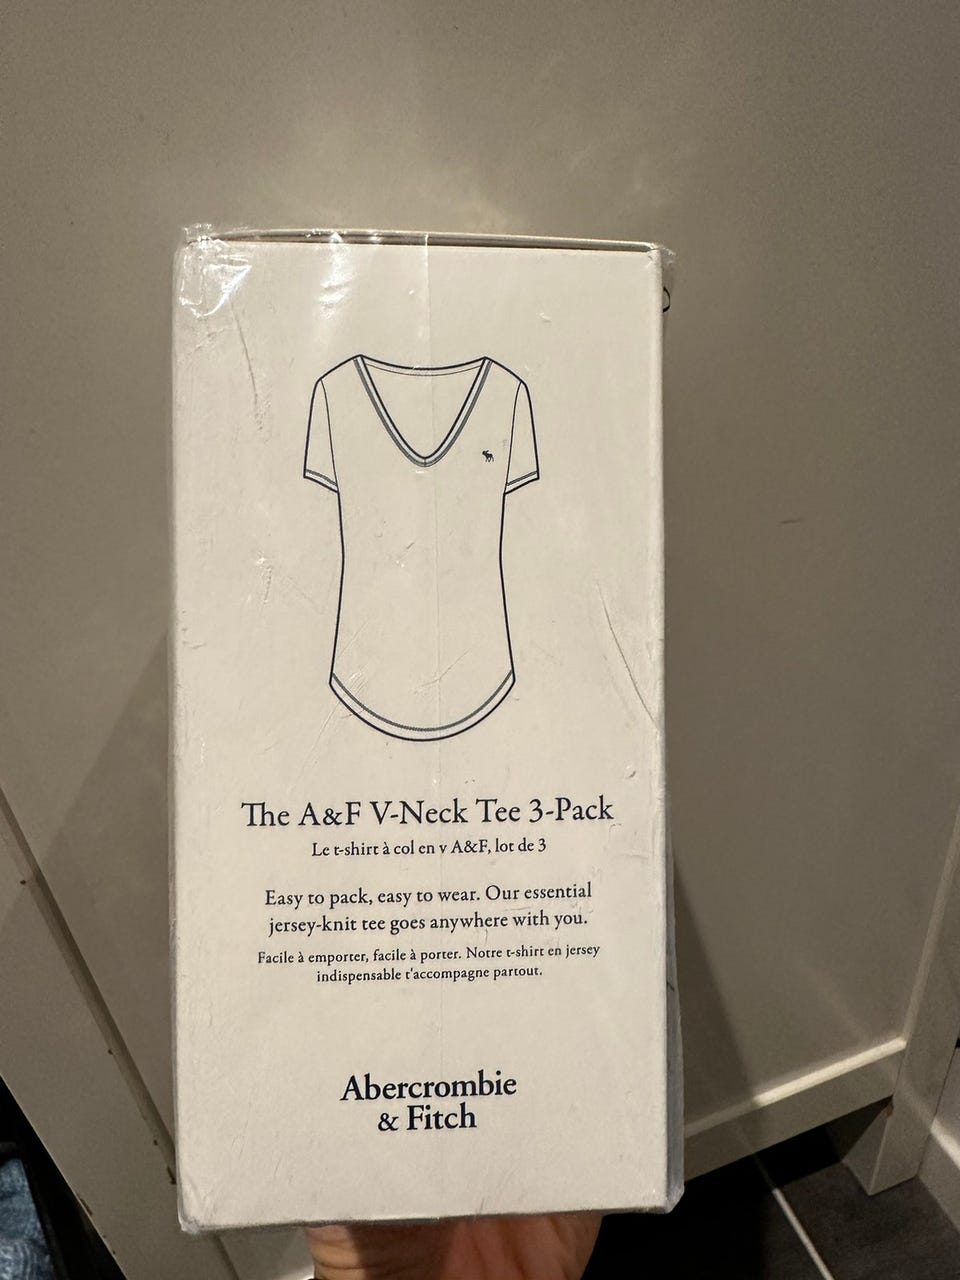 The A&F V-Neck Tee 3-Pack
Le t-shirt à col en v A&F, lot de 3
Easy to pack, easy to wear. Our essential
jersey-knit tee goes anywhere with you.
Facile à emporter, facile à porter. Notre t-shirt en jersey
indispensable t'accompagne partout.
Abercrombie
& Fitch